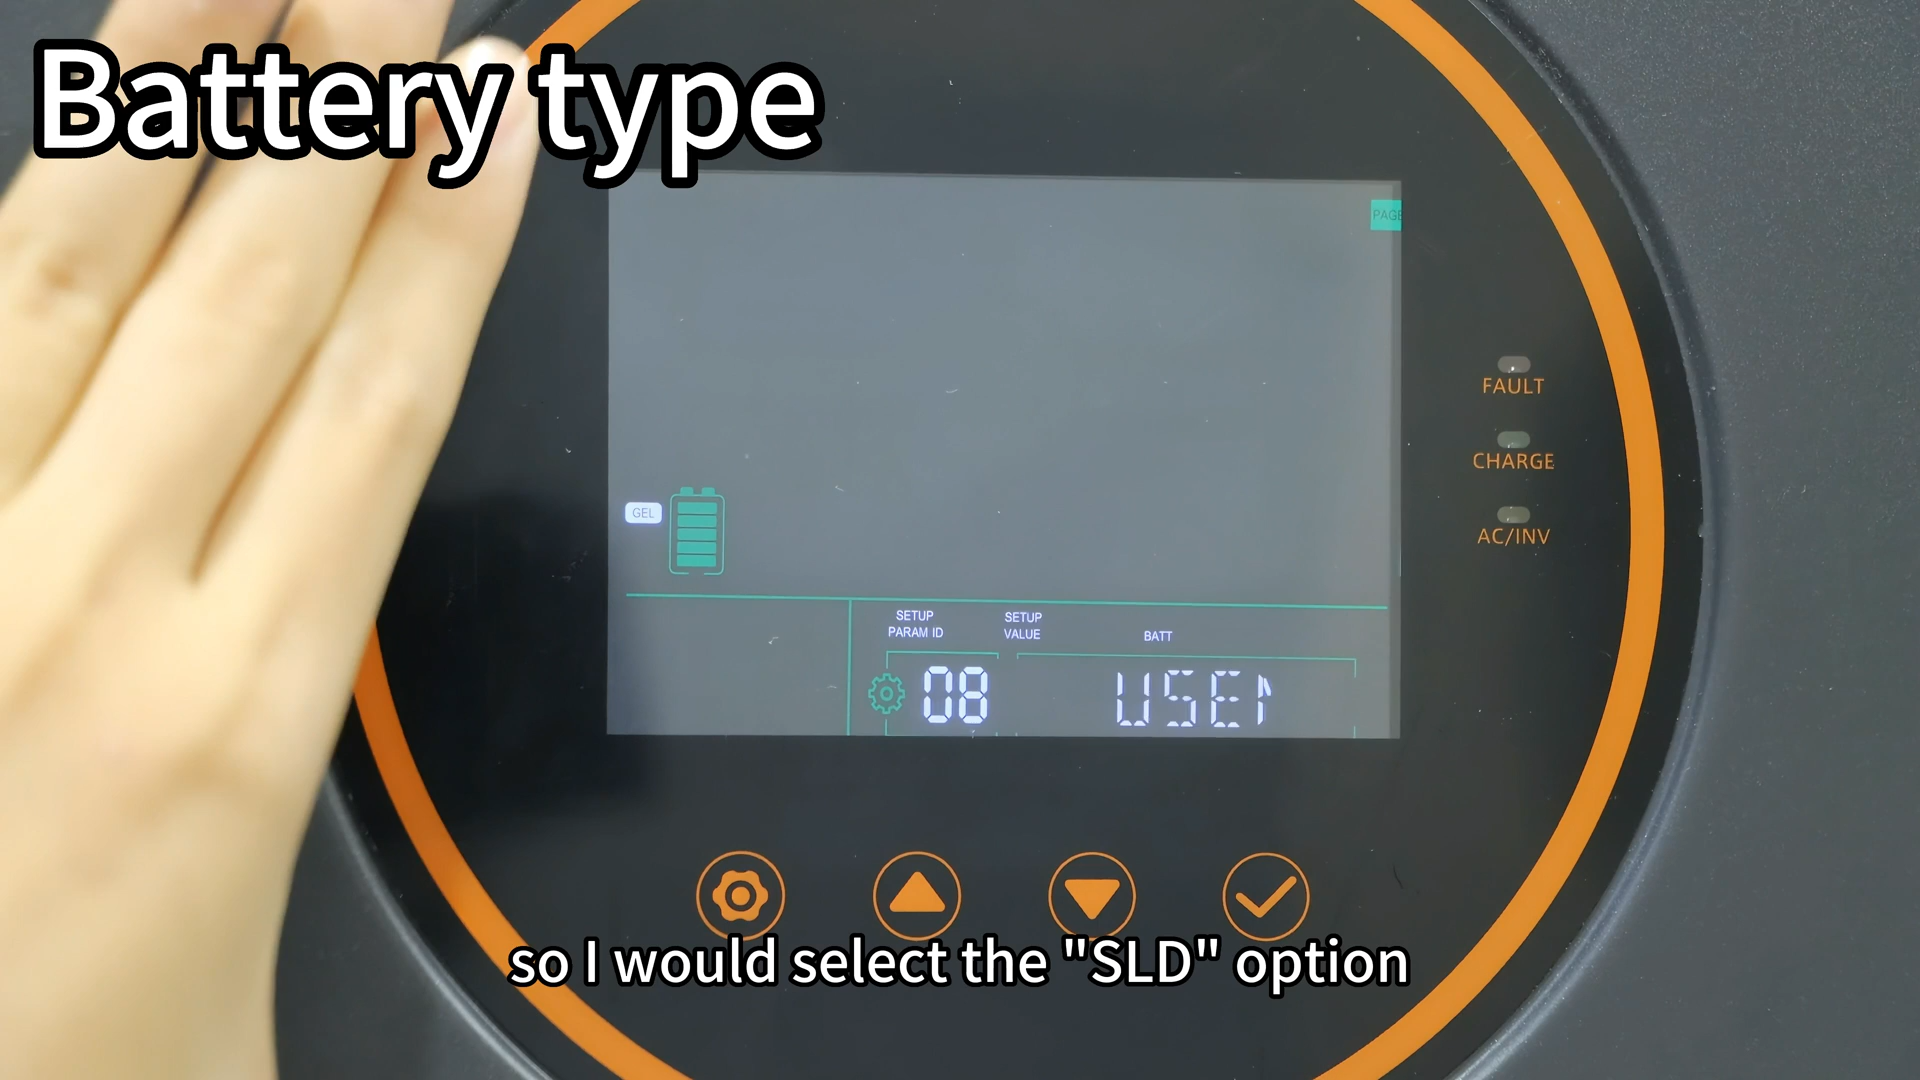 Battery type
PAGE
FAULT
CHARGE
GEL
AC/INV
SETUP PARAM ID
SETUP VALUE
BATT
08
USEr
so I would select the "SLD" option